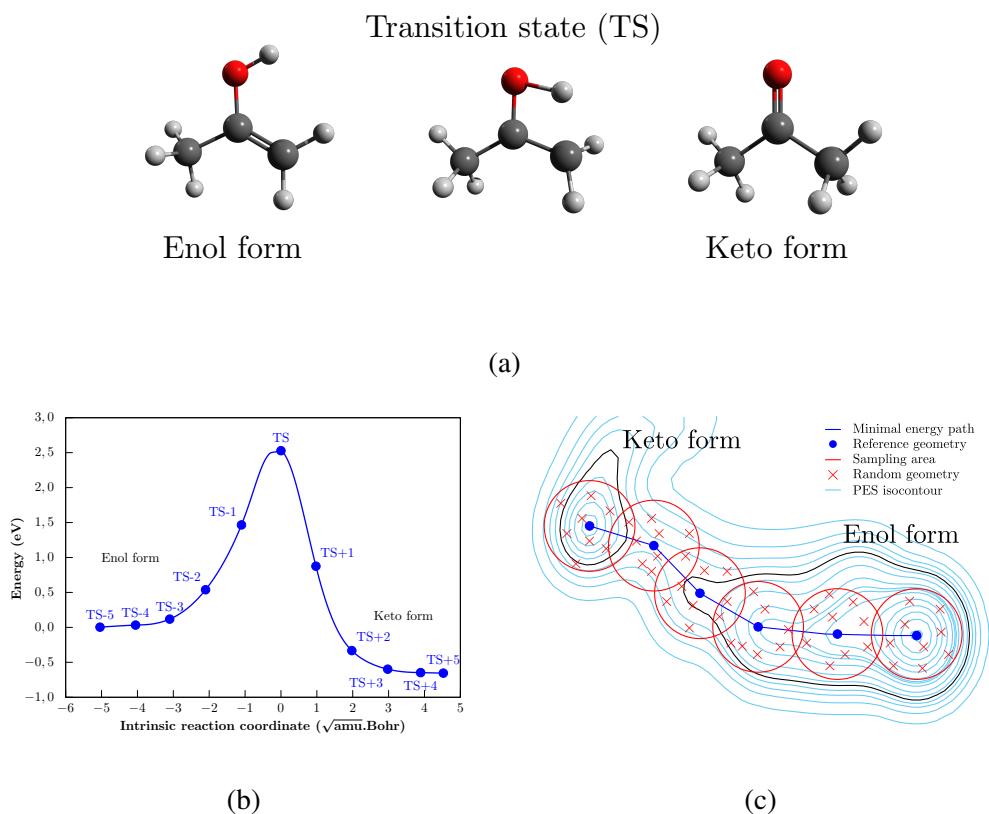 Transition state (TS)
Enol form
Keto form
(a)
3, 0
2, 5
2, 0
1, 5
1, 0
0, 5
0, 0
−0, 5
−1, 0
Energy (eV)
TS
TS-1
TS+1
Enol form
TS-2
Keto form
TS-5
TS-4
TS-3
TS+2
TS+5
TS+3
TS+4
−6
−5
−4
−3
−2
−1
0
1
2
3
4
5
Intrinsic reaction coordinate (√amu.Bohr)
(b)
Keto form
Minimal energy path
Reference geometry
Sampling area
Random geometry
PES isocontour
Enol form
(c)